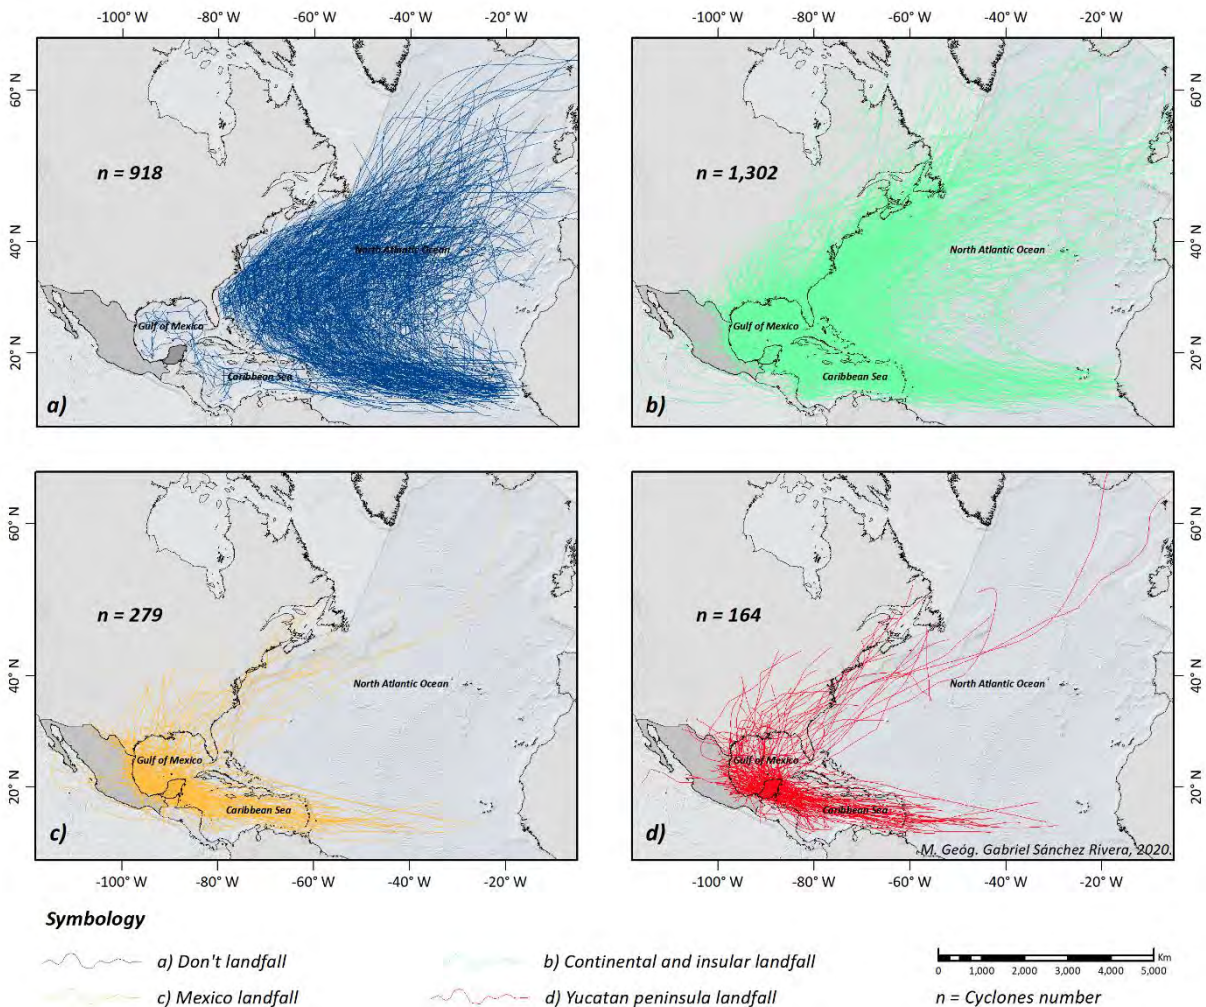 -100° W -80° W -60° W -40° W -20° W
-100° W -80° W -60° W -40° W -20° W
60° N
40° N
20° N
n = 918
North Atlantic Ocean
Gulf of Mexico
Caribbean Sea
a)
n = 1,302
North Atlantic Ocean
Gulf of Mexico
Caribbean Sea
b)
60° N
40° N
20° N
60° N
40° N
20° N
n = 279
North Atlantic Ocean
Gulf of Mexico
Caribbean Sea
c)
n = 164
North Atlantic Ocean
Gulf of Mexico
Caribbean Sea
d)
M. Geóg. Gabriel Sánchez Rivera, 2020.
60° N
40° N
20° N
-100° W -80° W -60° W -40° W -20° W
-100° W -80° W -60° W -40° W -20° W
Symbology
a) Don't landfall
b) Continental and insular landfall
c) Mexico landfall
d) Yucatan peninsula landfall
Km
0 1,000 2,000 3,000 4,000 5,000
n = Cyclones number